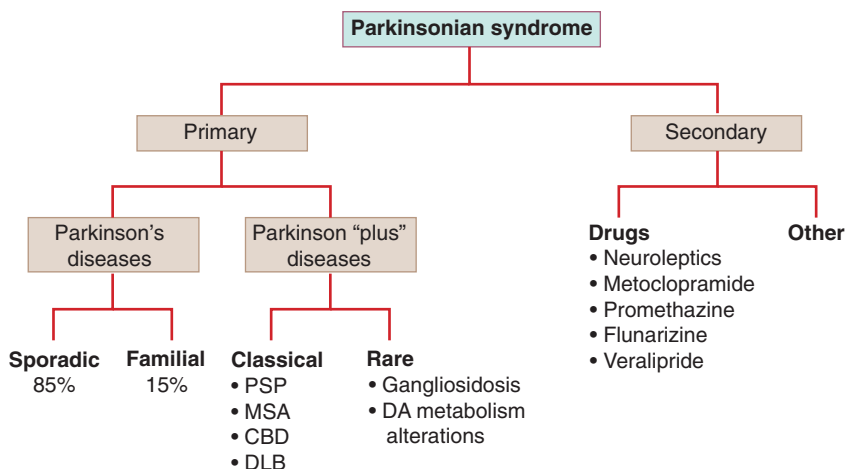 Parkinsonian syndrome
Primary
Secondary
Parkinson's
diseases
Parkinson “plus”
diseases
Drugs
• Neuroleptics
• Metoclopramide
• Promethazine
• Flunarizine
• Veralipride
Other
Sporadic
85%
Familial
15%
Classical
• PSP
• MSA
• CBD
• DLB
Rare
• Gangliosidosis
• DA metabolism
alterations